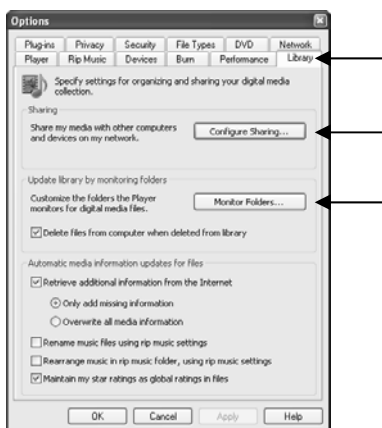 Options
Plug-ins Privacy Security File Types DVD Network
Player Rip Music Devices Burn Performance Library
Specify settings for organizing and sharing your digital media
collection.
Sharing
Share my media with other computers
and devices on my network.
Configure Sharing...
Update library by monitoring folders
Customize the folders the Player
monitors for digital media files.
Monitor Folders...
Delete files from computer when deleted from library
Automatic media information updates for files
Retrieve additional information from the Internet
Only add missing information
Overwrite all media information
Rename music files using rip music settings
Rearrange music in rip music folder, using rip music settings
Maintain my star ratings as global ratings in files
OK Cancel Apply Help